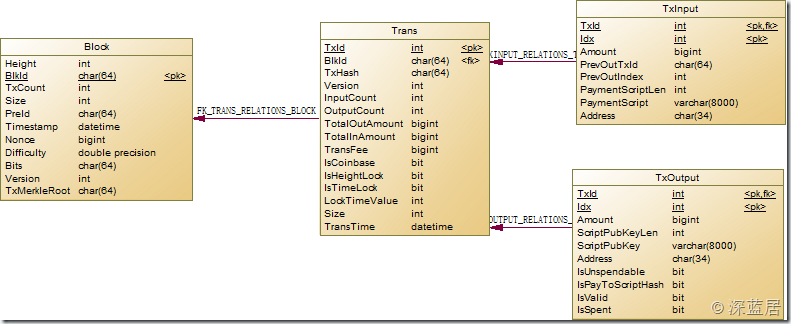 Block
Height int
BlkId char(64) <pk>
TxCount int
Size int
PreId char(64)
Timestamp datetime
Nonce bigint
Difficulty double precision
Bits char(64)
Version int
TxMerkleRoot char(64)
FK_TRANS_RELATIONS_BLOCK
Trans
TxId int <pk>
BlkId char(64) <fk>
TxHash char(64)
Version int
InputCount int
OutputCount int
TotalOutAmount bigint
TotalInAmount bigint
TransFee bigint
IsCoinbase bit
IsHeightLock bit
IsTimeLock bit
LockTimeValue int
Size int
TransTime datetime
TxInput
TxId int <pk,fk>
Idx int <pk>
Amount bigint
PrevOutTxId char(64)
PrevOutIndex int
PaymentScriptLen int
PaymentScript varchar(8000)
Address char(34)
TxOutput
TxId int <pk,fk>
Idx int <pk>
Amount bigint
ScriptPubKeyLen int
ScriptPubKey varchar(8000)
Address char(34)
IsUnspendable bit
IsPayToScriptHash bit
IsValid bit
IsSpent bit
© 深蓝居